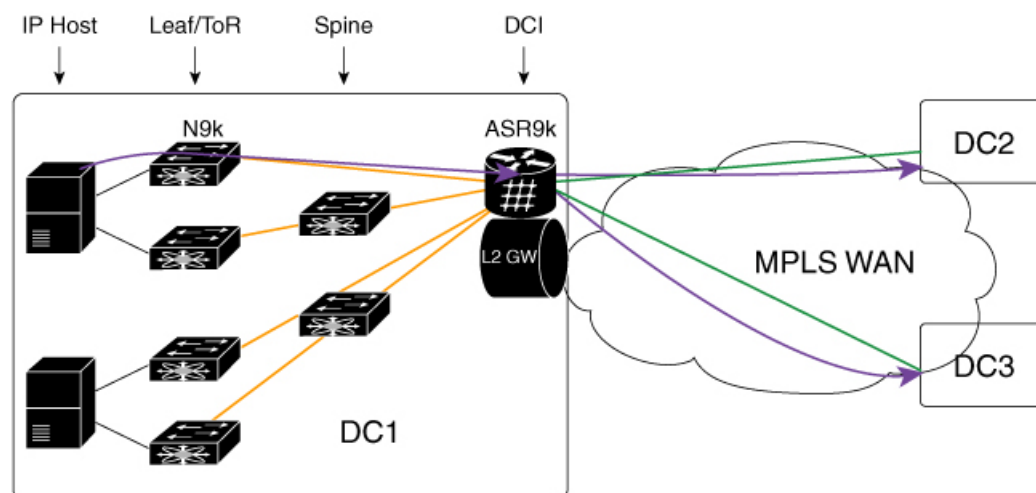 IP Host
Leaf/ToR
Spine
DCI
N9k
ASR9k
DC2
L2 GW
MPLS WAN
DC3
DC1